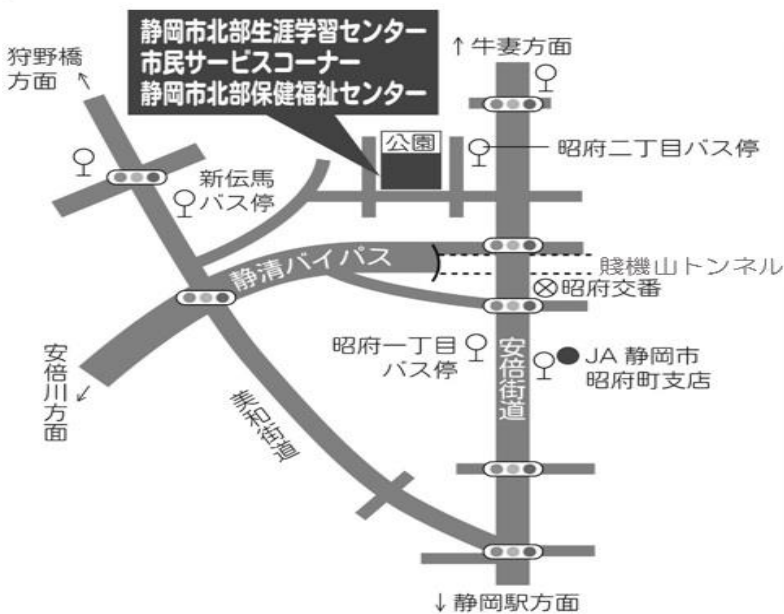 静岡市北部生涯学習センター
市民サービスコーナー
静岡市北部保健福祉センター
↑牛妻方面
狩野橋
方面
公園
昭府二丁目バス停
新伝馬
バス停
静清バイパス
賤機山トンネル
昭府交番
昭府一丁目
バス停
安倍街道
JA 静岡市
昭府町支店
安倍川方面
美和街道
↓静岡駅方面